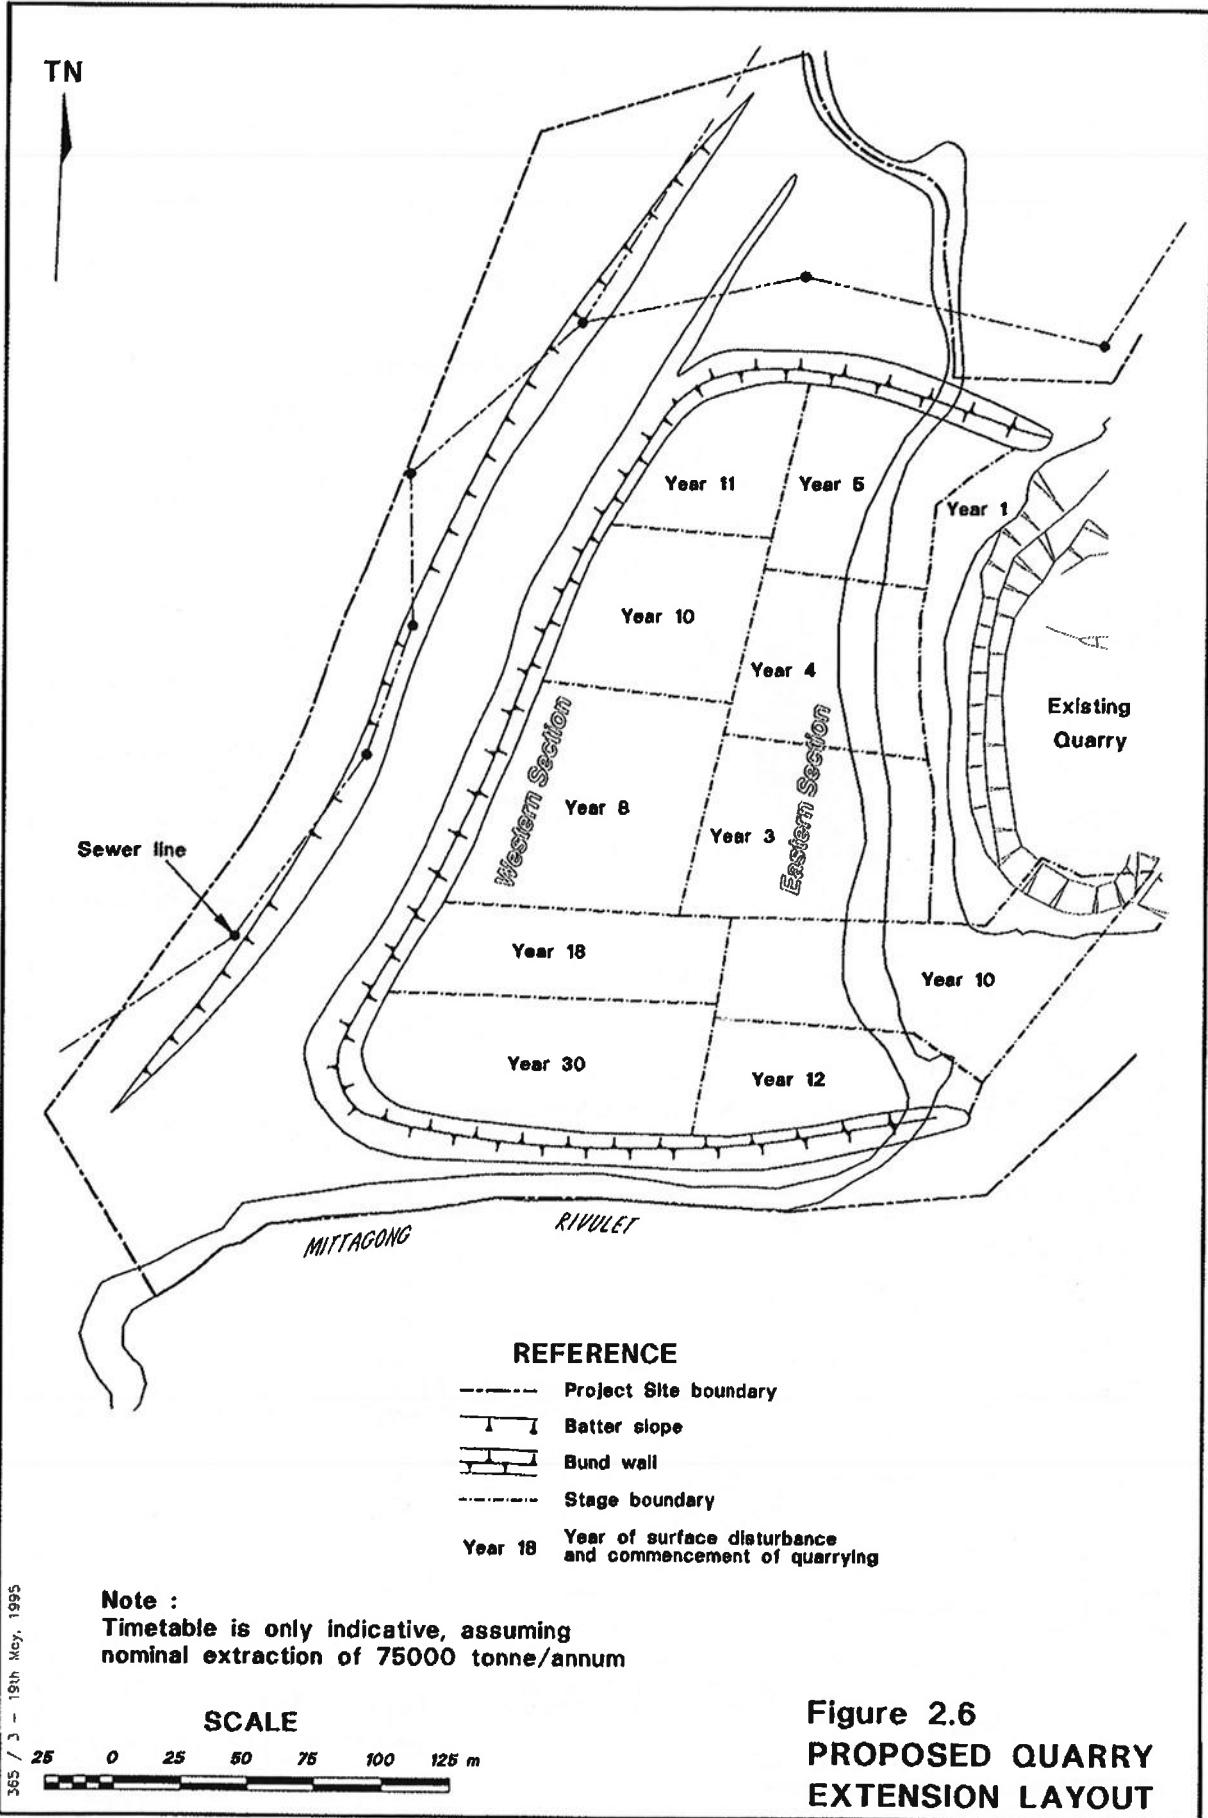 TN
Year 11
Year 5
Year 1
Year 10
Year 4
Existing
Quarry
Western Section
Eastern Section
Year 8
Year 3
Sewer line
Year 18
Year 10
Year 30
Year 12
MITTAGONG RIVULET
REFERENCE
Project Site boundary
Batter slope
Bund wall
Stage boundary
Year 18 Year of surface disturbance
and commencement of quarrying
Note :
Timetable is only indicative, assuming
nominal extraction of 75000 tonne/annum
SCALE
25 0 25 50 75 100 125 m
365 / 3 - 19th May, 1995
Figure 2.6
PROPOSED QUARRY
EXTENSION LAYOUT